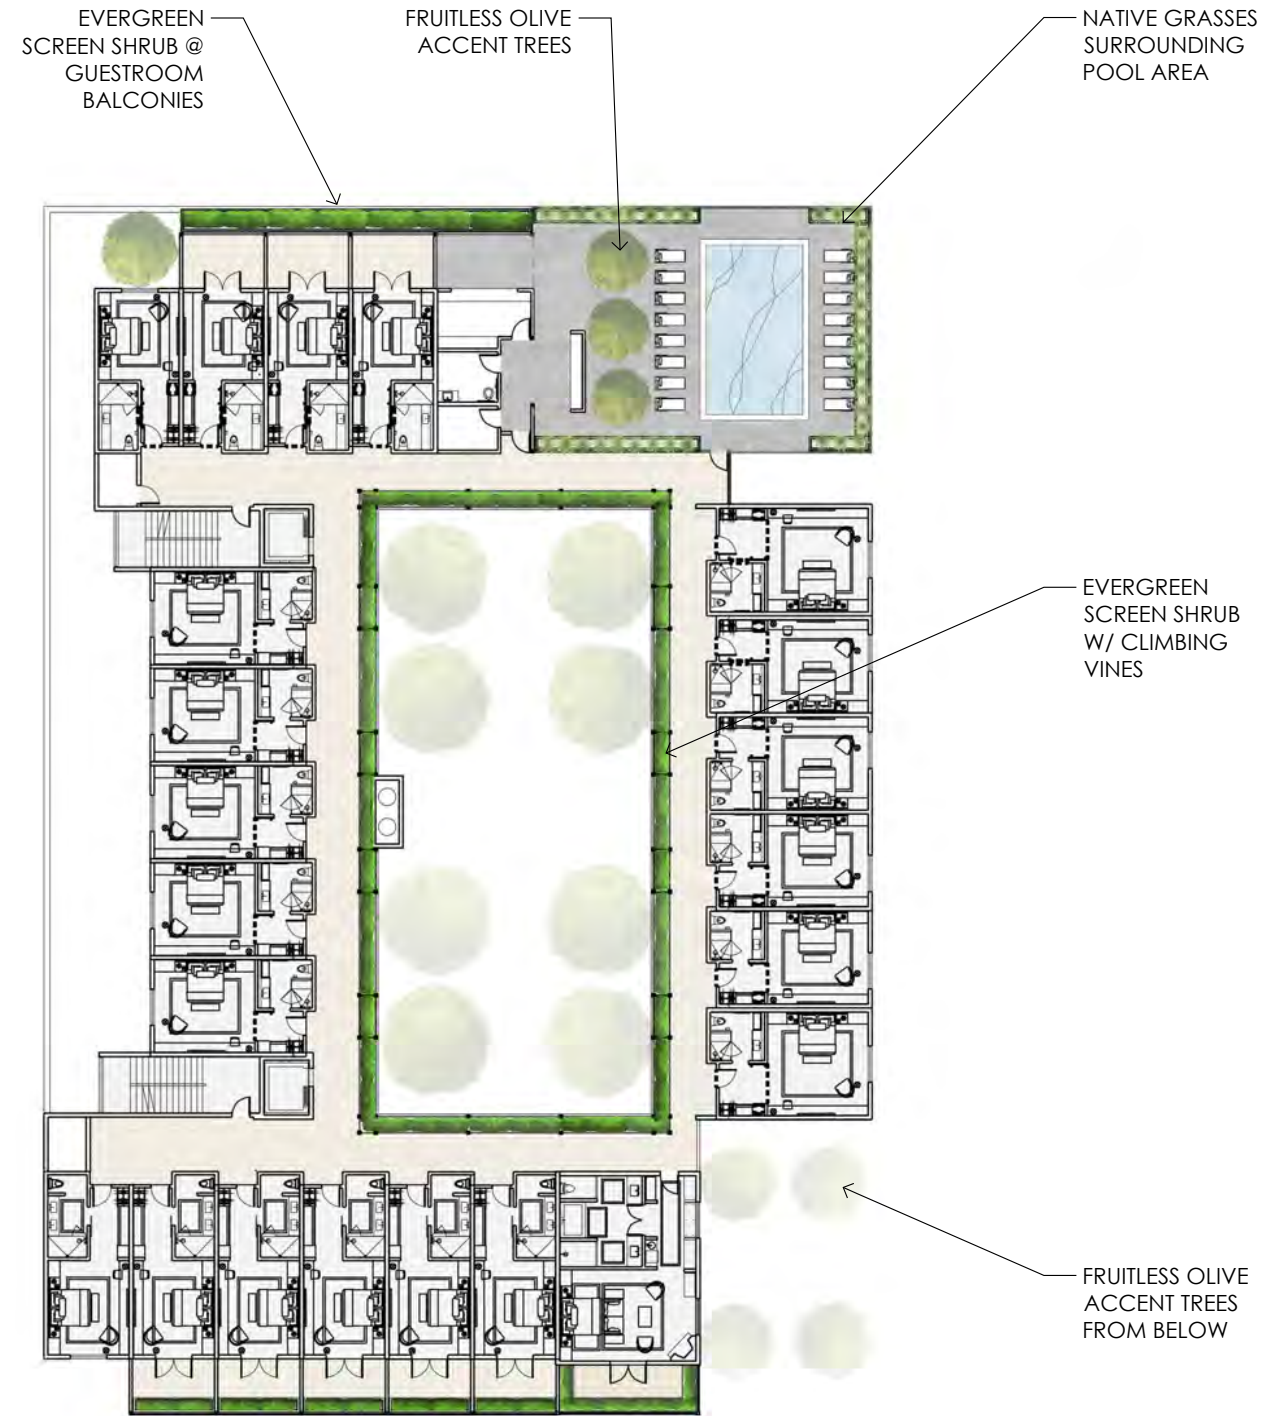 EVERGREEN
SCREEN SHRUB @
GUESTROOM
BALCONIES
FRUITLESS OLIVE
ACCENT TREES
NATIVE GRASSES
SURROUNDING
POOL AREA
EVERGREEN
SCREEN SHRUB
W/ CLIMBING
VINES
FRUITLESS OLIVE
ACCENT TREES
FROM BELOW